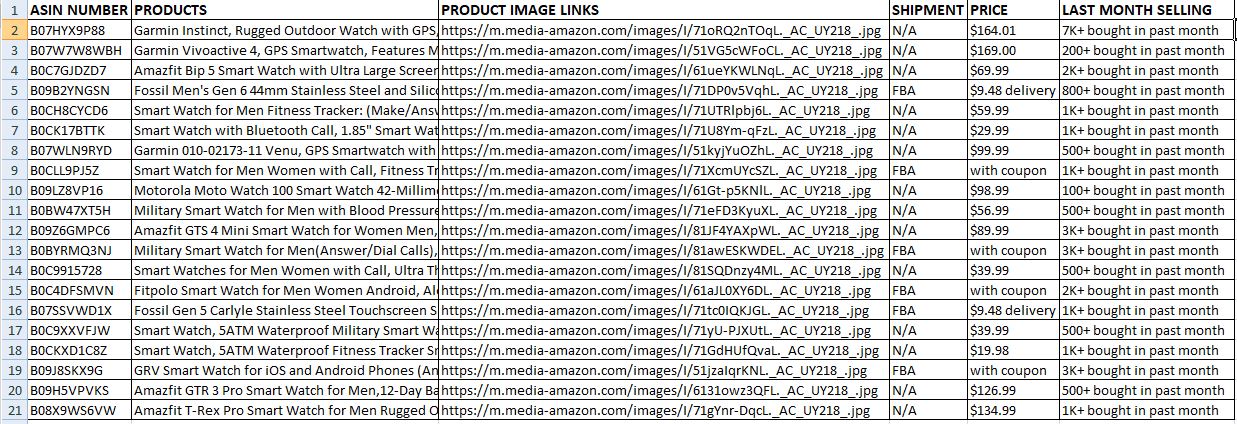 1 ASIN NUMBER PRODUCTS PRODUCT IMAGE LINKS SHIPMENT PRICE LAST MONTH SELLING
2 B07HYX9P88 Garmin Instinct, Rugged Outdoor Watch with GPS, https://m.media-amazon.com/images/I/71oRQ2nTOqL._AC_UY218_.jpg N/A $164.01 7K+ bought in past month
3 B07W7W8WBH Garmin Vivoactive 4, GPS Smartwatch, Features M https://m.media-amazon.com/images/I/51VG5cWFoCL._AC_UY218_.jpg N/A $169.00 200+ bought in past month
4 B0C7GJDZD7 Amazfit Bip 5 Smart Watch with Ultra Large Screen https://m.media-amazon.com/images/I/61ueYKWLNqL._AC_UY218_.jpg N/A $69.99 2K+ bought in past month
5 B09B2YNGSN Fossil Men's Gen 6 44mm Stainless Steel and Silico https://m.media-amazon.com/images/I/71DP0v5VqhL._AC_UY218_.jpg FBA $9.48 delivery 800+ bought in past month
6 B0CH8CYCD6 Smart Watch for Men Fitness Tracker: (Make/Answ https://m.media-amazon.com/images/I/71UTRlpbj6L._AC_UY218_.jpg N/A $59.99 1K+ bought in past month
7 B0CK17BTTK Smart Watch with Bluetooth Call, 1.85" Smart Wat https://m.media-amazon.com/images/I/71U8Ym-qFzL._AC_UY218_.jpg N/A $29.99 1K+ bought in past month
8 B07WLN9RYD Garmin 010-02173-11 Venu, GPS Smartwatch with https://m.media-amazon.com/images/I/51kyjYuOZhL._AC_UY218_.jpg N/A $99.99 500+ bought in past month
9 B0CLL9PJ5Z Smart Watch for Men Women with Call, Fitness Tr https://m.media-amazon.com/images/I/71XcmUYcSZL._AC_UY218_.jpg FBA with coupon 1K+ bought in past month
10 B09LZ8VP16 Motorola Moto Watch 100 Smart Watch 42-Millime https://m.media-amazon.com/images/I/61Gt-p5KNlL._AC_UY218_.jpg N/A $98.99 100+ bought in past month
11 B0BW47XT5H Military Smart Watch for Men with Blood Pressure https://m.media-amazon.com/images/I/71eFD3KyuXL._AC_UY218_.jpg N/A $56.99 500+ bought in past month
12 B09Z6GMPC6 Amazfit GTS 4 Mini Smart Watch for Women Men, https://m.media-amazon.com/images/I/81JF4YAXpWL._AC_UY218_.jpg N/A $89.99 3K+ bought in past month
13 B0BYRMQ3NJ Military Smart Watch for Men(Answer/Dial Calls), https://m.media-amazon.com/images/I/81awESKWDEL._AC_UY218_.jpg FBA with coupon 3K+ bought in past month
14 B0C9915728 Smart Watches for Men Women with Call, Ultra Th https://m.media-amazon.com/images/I/81SQDnzy4ML._AC_UY218_.jpg N/A $39.99 500+ bought in past month
15 B0C4DFSMVN Fitpolo Smart Watch for Men Women Android, Ale https://m.media-amazon.com/images/I/61aJL0XY6DL._AC_UY218_.jpg FBA with coupon 2K+ bought in past month
16 B07SSVWD1X Fossil Gen 5 Carlyle Stainless Steel Touchscreen S https://m.media-amazon.com/images/I/71tc0IQKJGL._AC_UY218_.jpg FBA $9.48 delivery 1K+ bought in past month
17 B0C9XXVFJW Smart Watch, 5ATM Waterproof Military Smart Wa https://m.media-amazon.com/images/I/71yU-PJXUtL._AC_UY218_.jpg N/A $39.99 500+ bought in past month
18 B0CKXD1C8Z Smart Watch, 5ATM Waterproof Fitness Tracker Sm https://m.media-amazon.com/images/I/71GdHUfQvaL._AC_UY218_.jpg N/A $19.98 1K+ bought in past month
19 B09J8SKX9G GRV Smart Watch for iOS and Android Phones (An https://m.media-amazon.com/images/I/51jzaIqrKNL._AC_UY218_.jpg FBA with coupon 3K+ bought in past month
20 B09H5VPVKS Amazfit GTR 3 Pro Smart Watch for Men,12-Day Ba https://m.media-amazon.com/images/I/6131owz3QFL._AC_UY218_.jpg N/A $126.99 500+ bought in past month
21 B08X9WS6VW Amazfit T-Rex Pro Smart Watch for Men Rugged O https://m.media-amazon.com/images/I/71gYnr-DqcL._AC_UY218_.jpg N/A $134.99 1K+ bought in past month